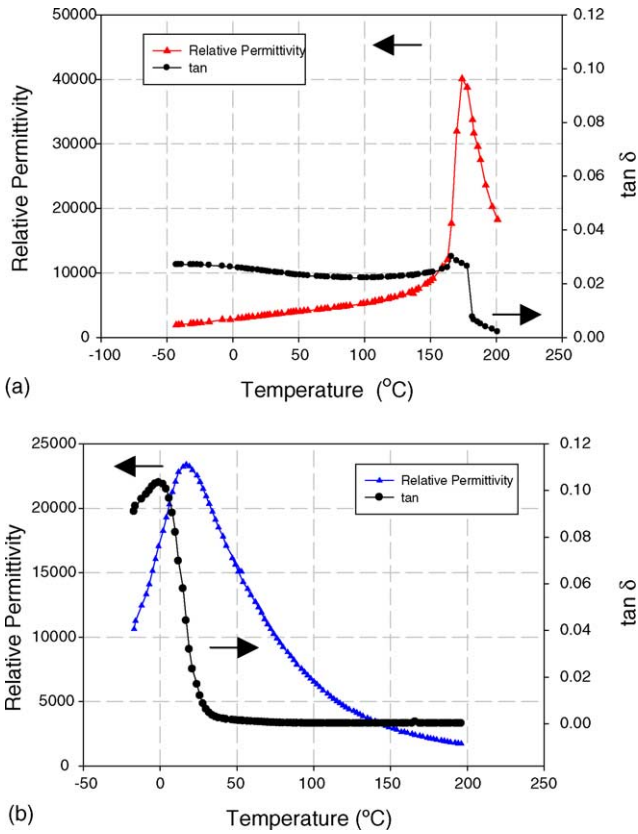 50000
40000
30000
20000
10000
0
Relative Permittivity
Relative Permittivity
tan
0.12
0.10
0.08
0.06
0.04
0.02
0.00
tan δ
-100 -50 0 50 100 150 200 250
(a)
Temperature (°C)
25000
20000
15000
10000
5000
0
Relative Permittivity
Relative Permittivity
tan
0.12
0.10
0.08
0.06
0.04
0.02
0.00
tan δ
-50 0 50 100 150 200 250
(b)
Temperature (ºC)